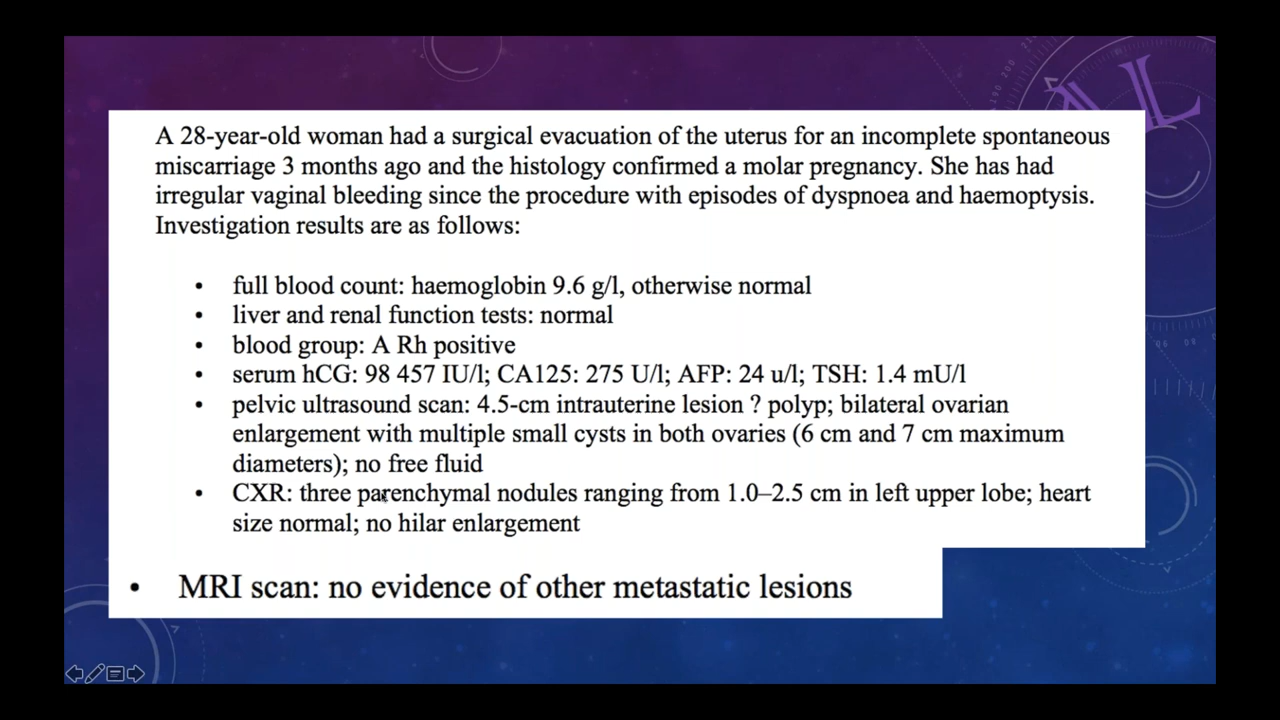 A 28-year-old woman had a surgical evacuation of the uterus for an incomplete spontaneous
miscarriage 3 months ago and the histology confirmed a molar pregnancy. She has had
irregular vaginal bleeding since the procedure with episodes of dyspnoea and haemoptysis.
Investigation results are as follows:
• full blood count: haemoglobin 9.6 g/l, otherwise normal
• liver and renal function tests: normal
• blood group: A Rh positive
• serum hCG: 98 457 IU/l; CA125: 275 U/l; AFP: 24 u/l; TSH: 1.4 mU/l
• pelvic ultrasound scan: 4.5-cm intrauterine lesion ? polyp; bilateral ovarian
enlargement with multiple small cysts in both ovaries (6 cm and 7 cm maximum
diameters); no free fluid
• CXR: three parenchymal nodules ranging from 1.0–2.5 cm in left upper lobe; heart
size normal; no hilar enlargement
• MRI scan: no evidence of other metastatic lesions